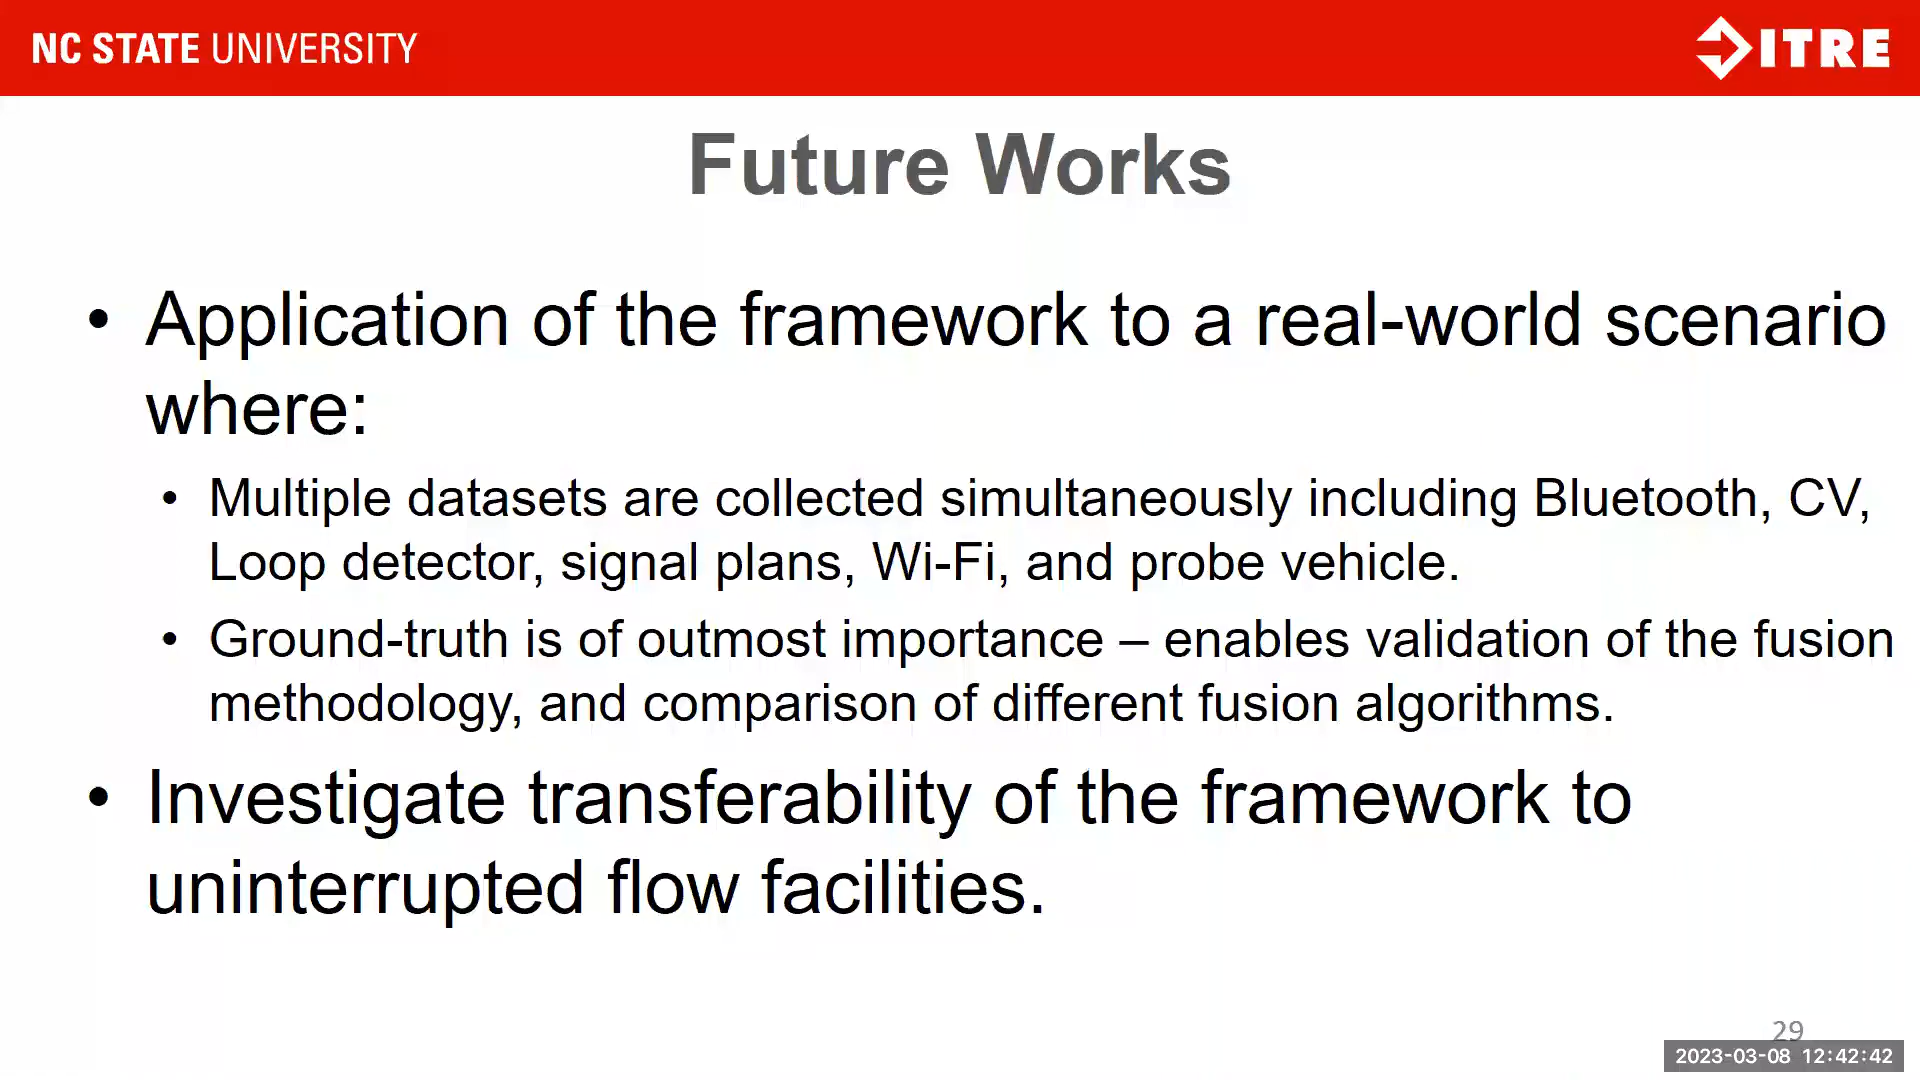 NC STATE UNIVERSITY
ITRE
Future Works
• Application of the framework to a real-world scenario
where:
• Multiple datasets are collected simultaneously including Bluetooth, CV,
Loop detector, signal plans, Wi-Fi, and probe vehicle.
• Ground-truth is of outmost importance – enables validation of the fusion
methodology, and comparison of different fusion algorithms.
• Investigate transferability of the framework to
uninterrupted flow facilities.
29
2023-03-08 12:42:42